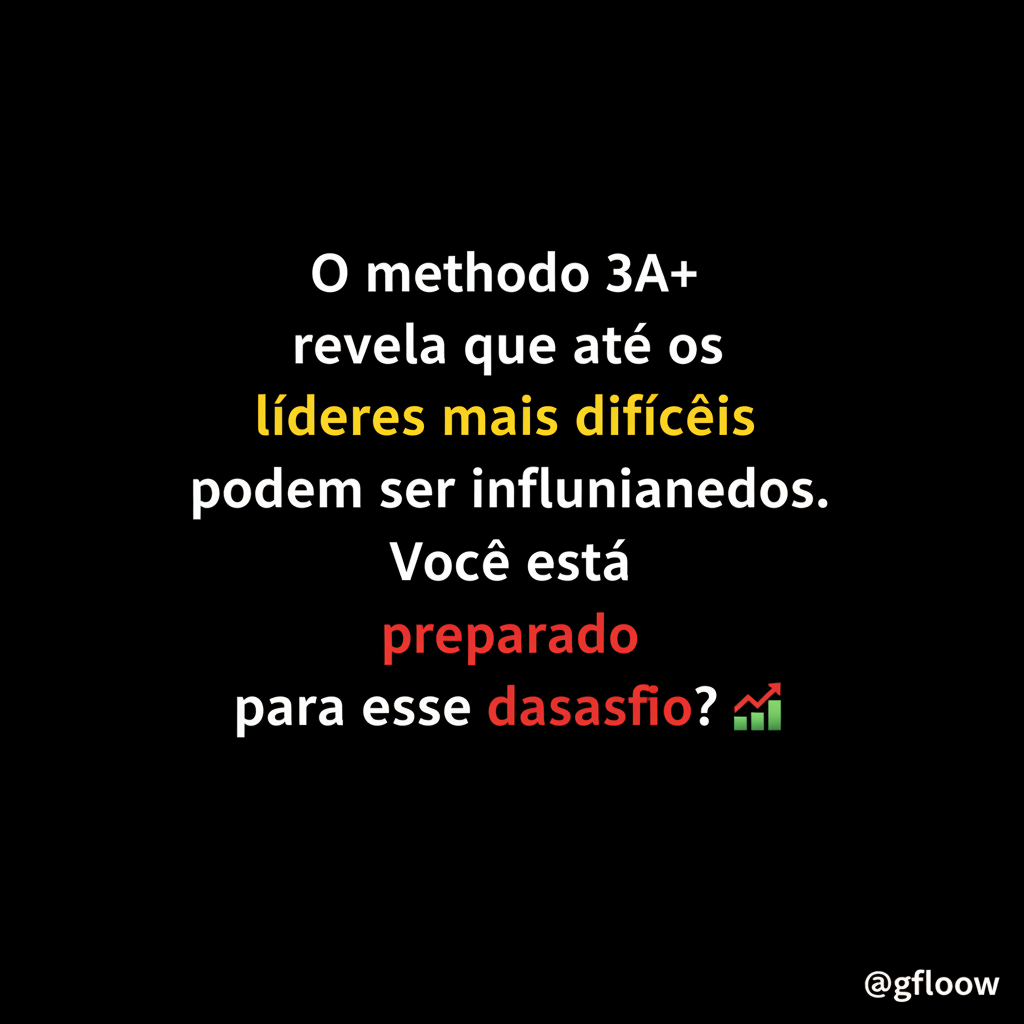 O methodo 3A+
revela que até os
líderes mais difícêis
podem ser influnianedos.
Você está
preparado
para esse dasasfio? 📈
@gfloow